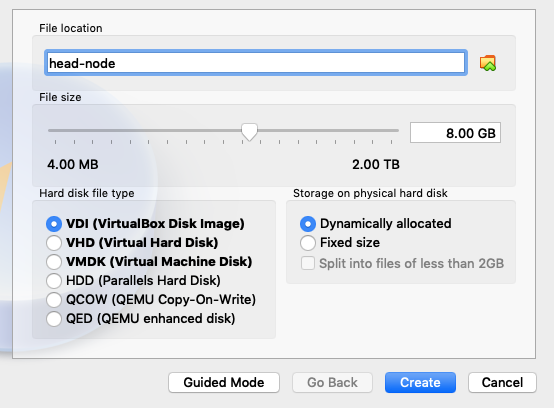 File location
head-node
File size
8.00 GB
4.00 MB 2.00 TB
Hard disk file type
VDI (VirtualBox Disk Image)
VHD (Virtual Hard Disk)
VMDK (Virtual Machine Disk)
HDD (Parallels Hard Disk)
QCOW (QEMU Copy-On-Write)
QED (QEMU enhanced disk)
Storage on physical hard disk
Dynamically allocated
Fixed size
Split into files of less than 2GB
Guided Mode Go Back Create Cancel